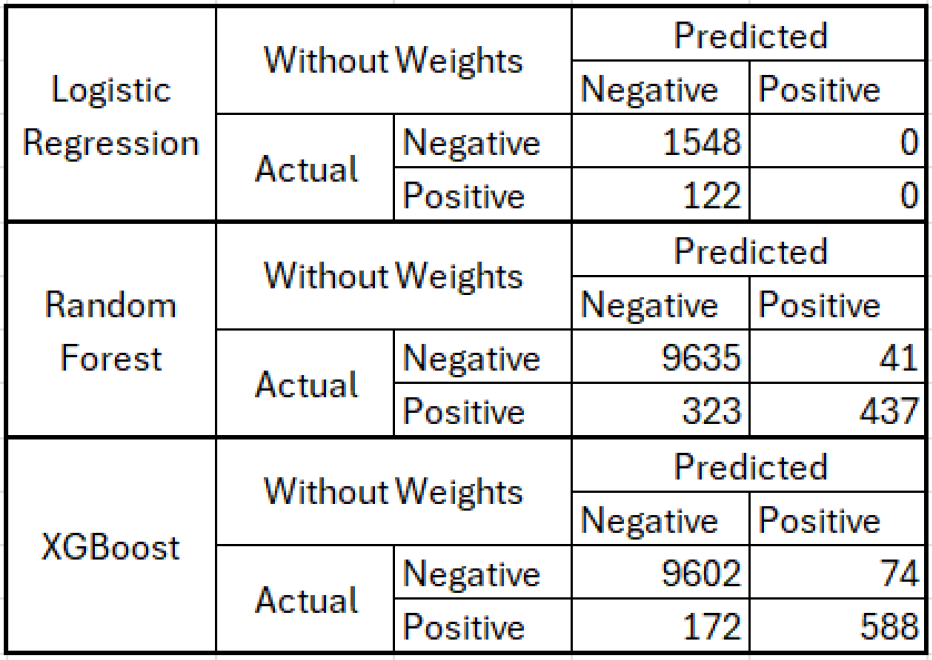 Logistic
Regression
Without Weights
Predicted
Negative Positive
Actual
Negative 1548 0
Positive 122 0
Random
Forest
Without Weights
Predicted
Negative Positive
Actual
Negative 9635 41
Positive 323 437
XGBoost
Without Weights
Predicted
Negative Positive
Actual
Negative 9602 74
Positive 172 588